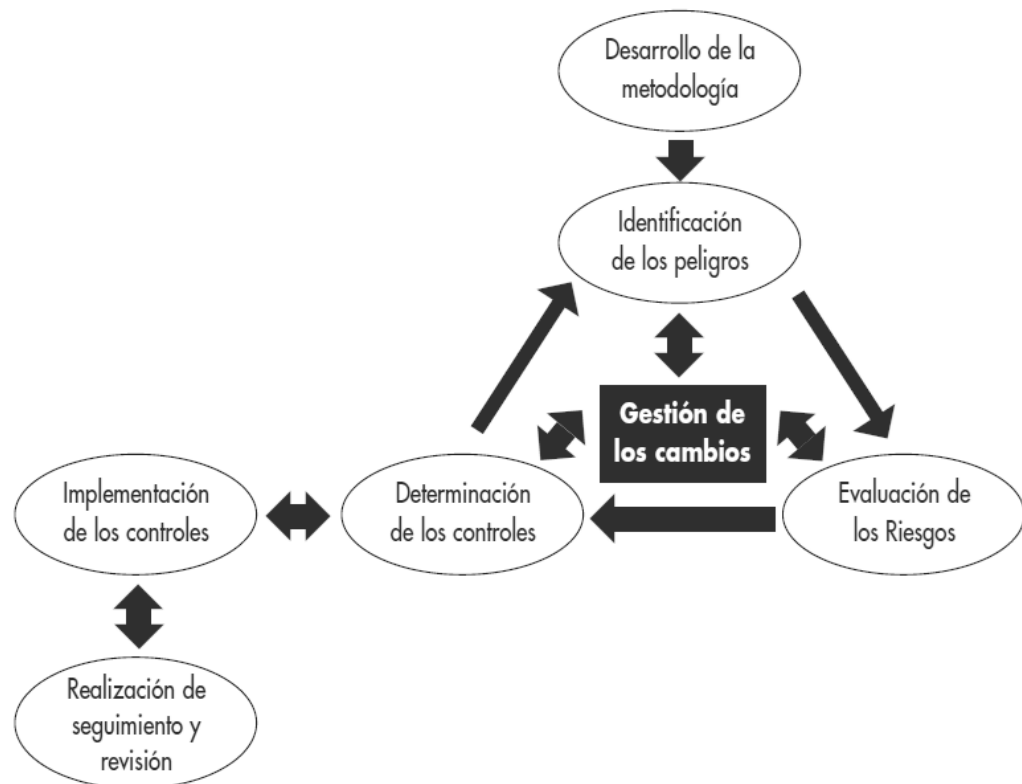 Desarrollo de la
metodología
Identificación
de los peligros
Gestión de
los cambios
Implementación
de los controles
Determinación
de los controles
Evaluación de
los Riesgos
Realización de
seguimiento y
revisión